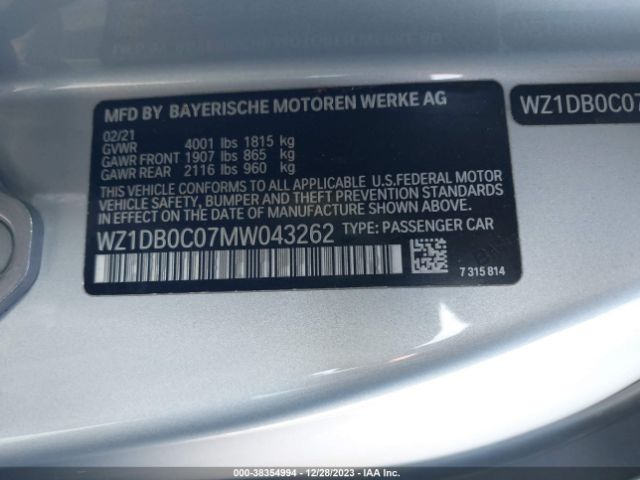 MFD BY BAYERISCHE MOTOREN WERKE AG
02/21
GVWR 4001 lbs 1815 kg
GAWR FRONT 1907 lbs 865 kg
GAWR REAR 2116 lbs 960 kg
THIS VEHICLE CONFORMS TO ALL APPLICABLE U.S.FEDERAL MOTOR
VEHICLE SAFETY, BUMPER AND THEFT PREVENTION STANDARDS
IN EFFECT ON THE DATE OF MANUFACTURE SHOWN ABOVE.
WZ1DB0C07MW043262 TYPE: PASSENGER CAR
7 315 814
WZ1DB0C07
000-38354994 - 12/28/2023 - IAA Inc.